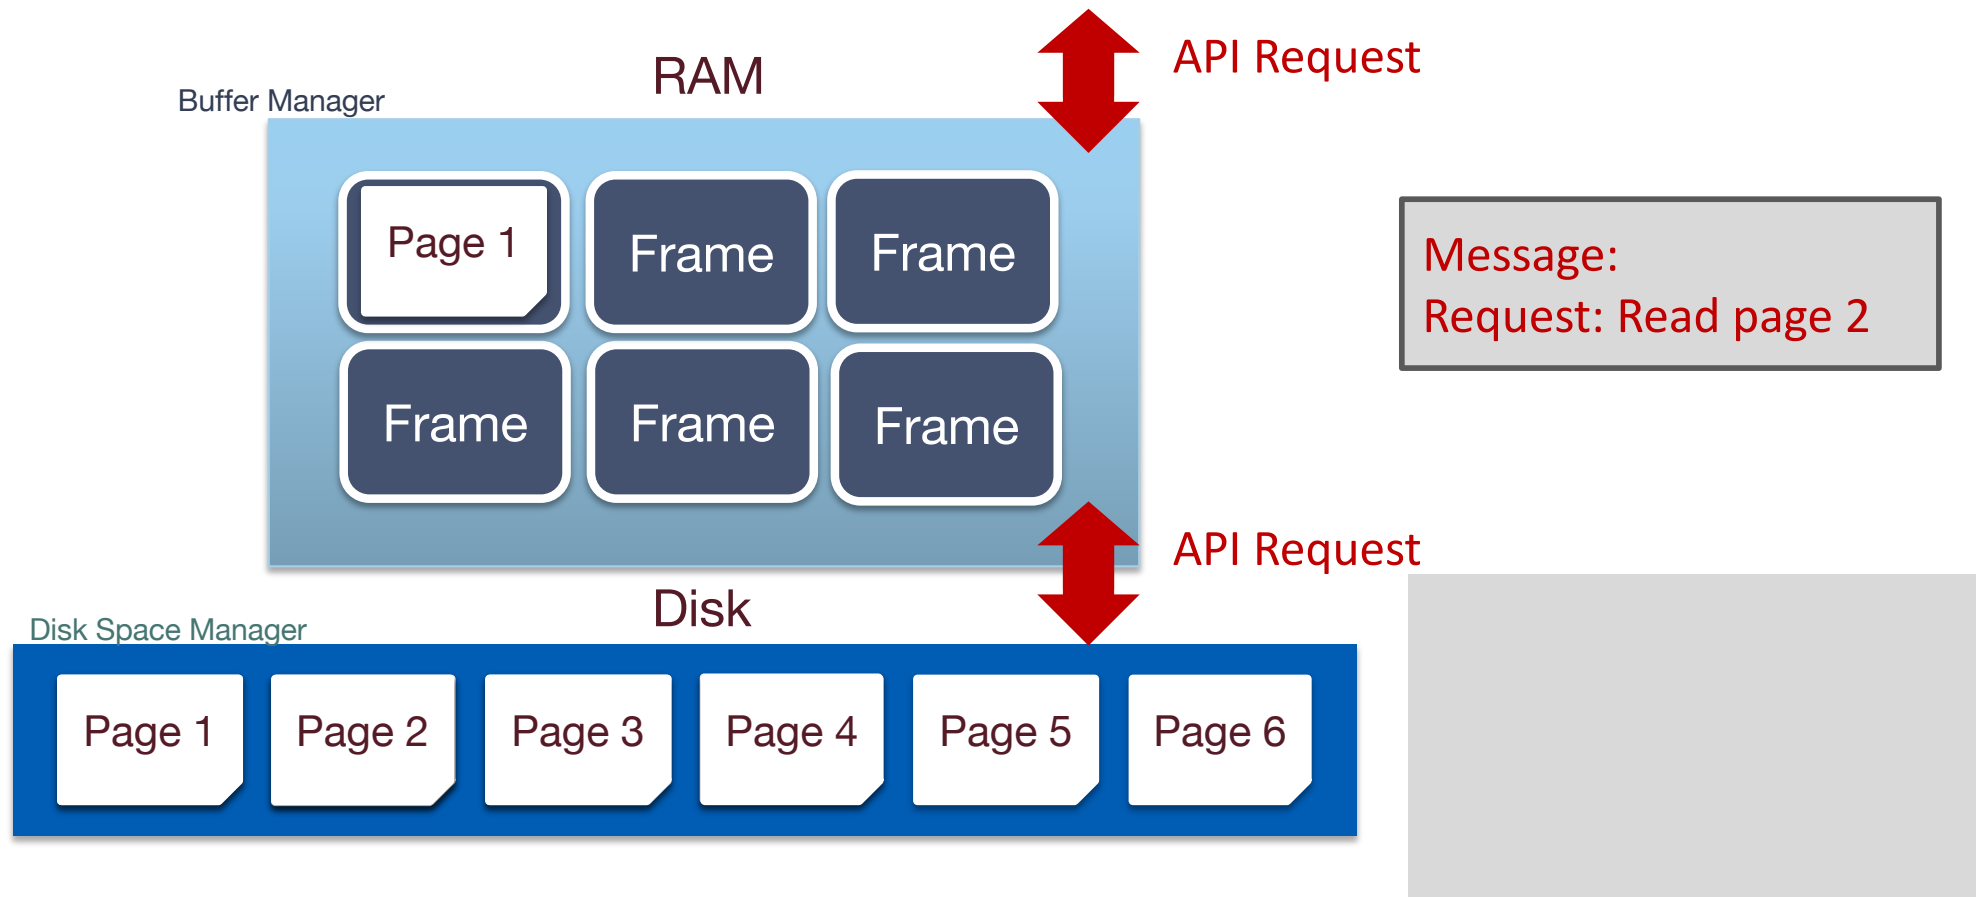 API Request
RAM
Buffer Manager
Page 1
Frame
Frame
Message:
Request: Read page 2
Frame
Frame
Frame
API Request
Disk
Disk Space Manager
Page 1
Page 2
Page 3
Page 4
Page 5
Page 6